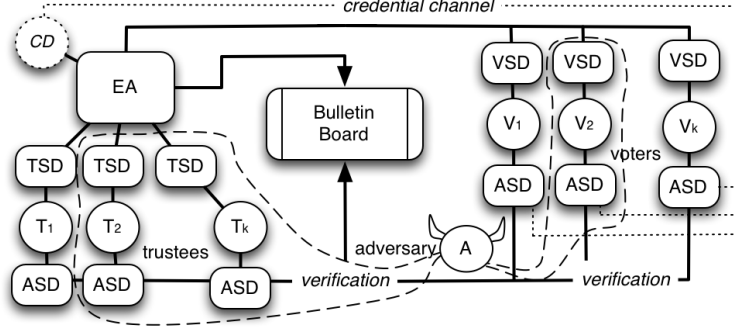 credential channel
CD
EA
Bulletin
Board
VSD
VSD
VSD
V1
V2
Vk
voters
TSD
TSD
TSD
ASD
ASD
ASD
T1
T2
Tk
trustees
adversary
A
ASD
ASD
ASD
verification
verification